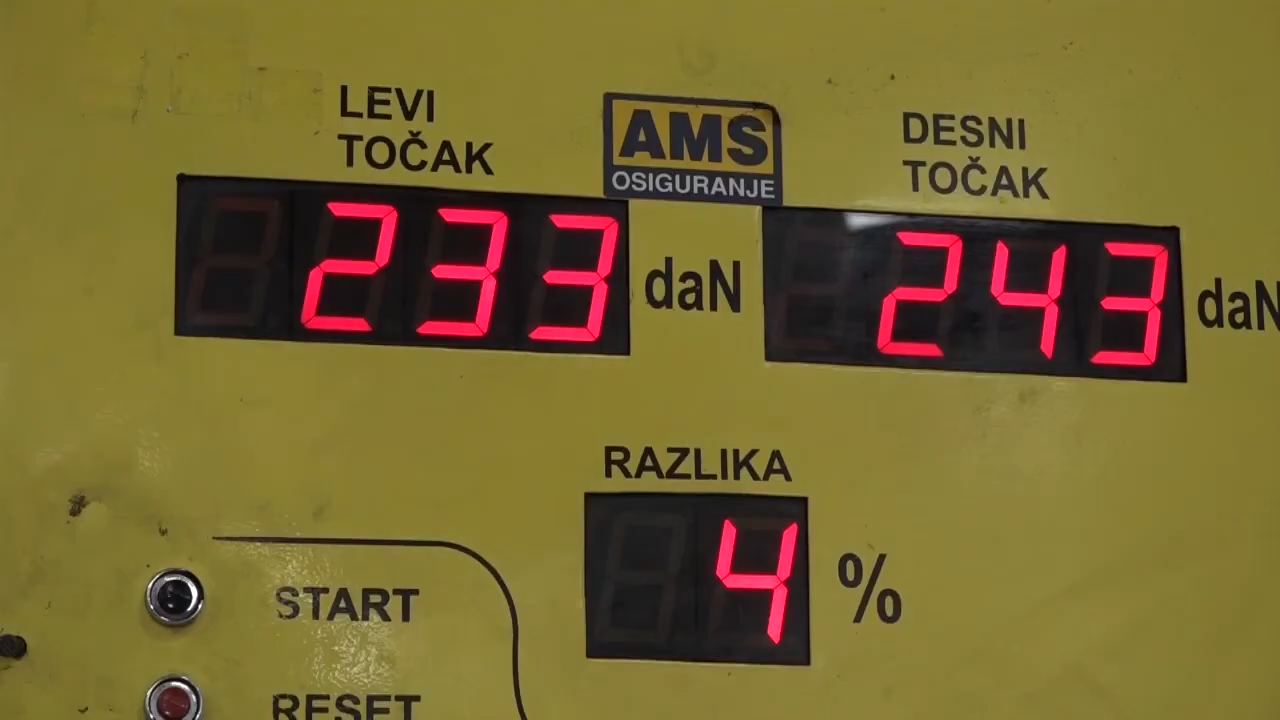 LEVI
TOČAK
AMS
OSIGURANJE
DESNI
TOČAK
233 daN
243 daN
RAZLIKA
4 %
START
RESET